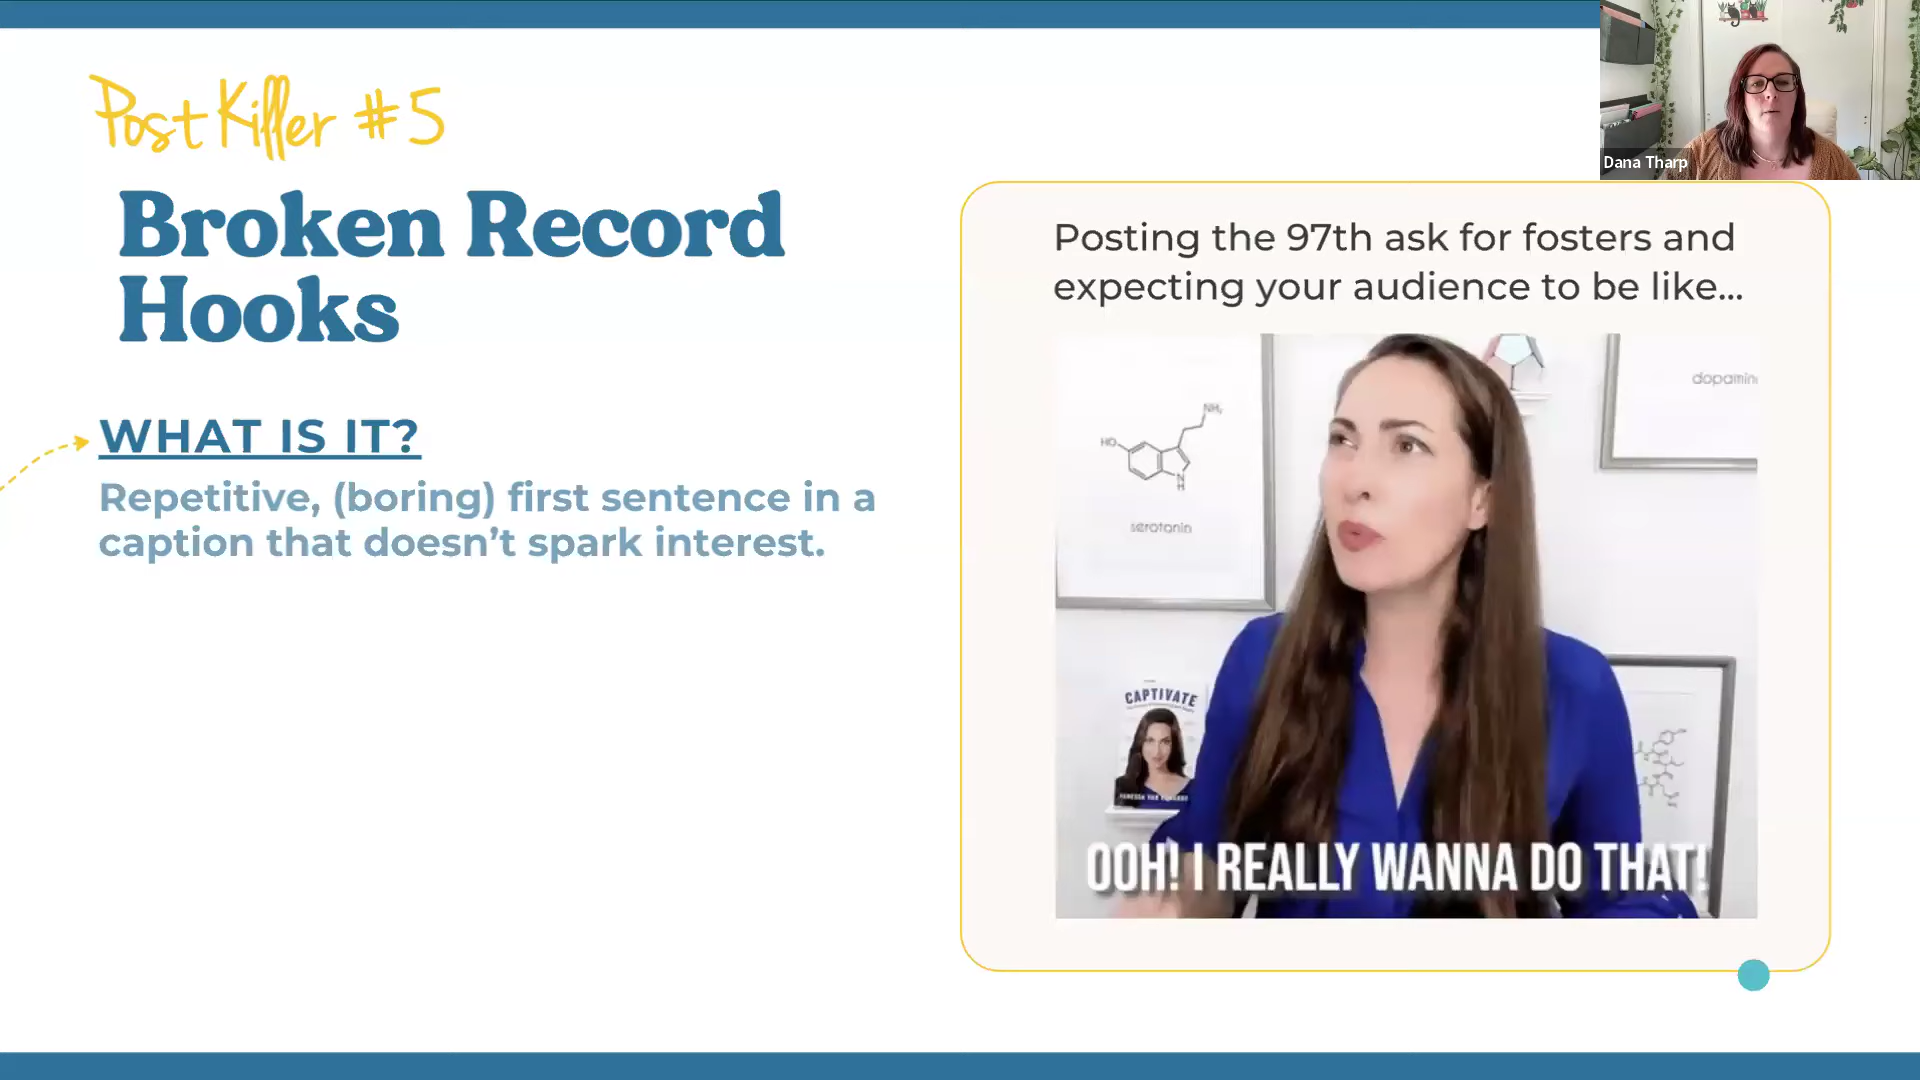 Post Killer #5
Broken Record
Hooks
WHAT IS IT?
Repetitive, (boring) first sentence in a
caption that doesn’t spark interest.
Dana Tharp
Posting the 97th ask for fosters and
expecting your audience to be like...
dopamin
NH₂
HO
N
H
serotonin
CAPTIVATE
OOH! I REALLY WANNA DO THAT!